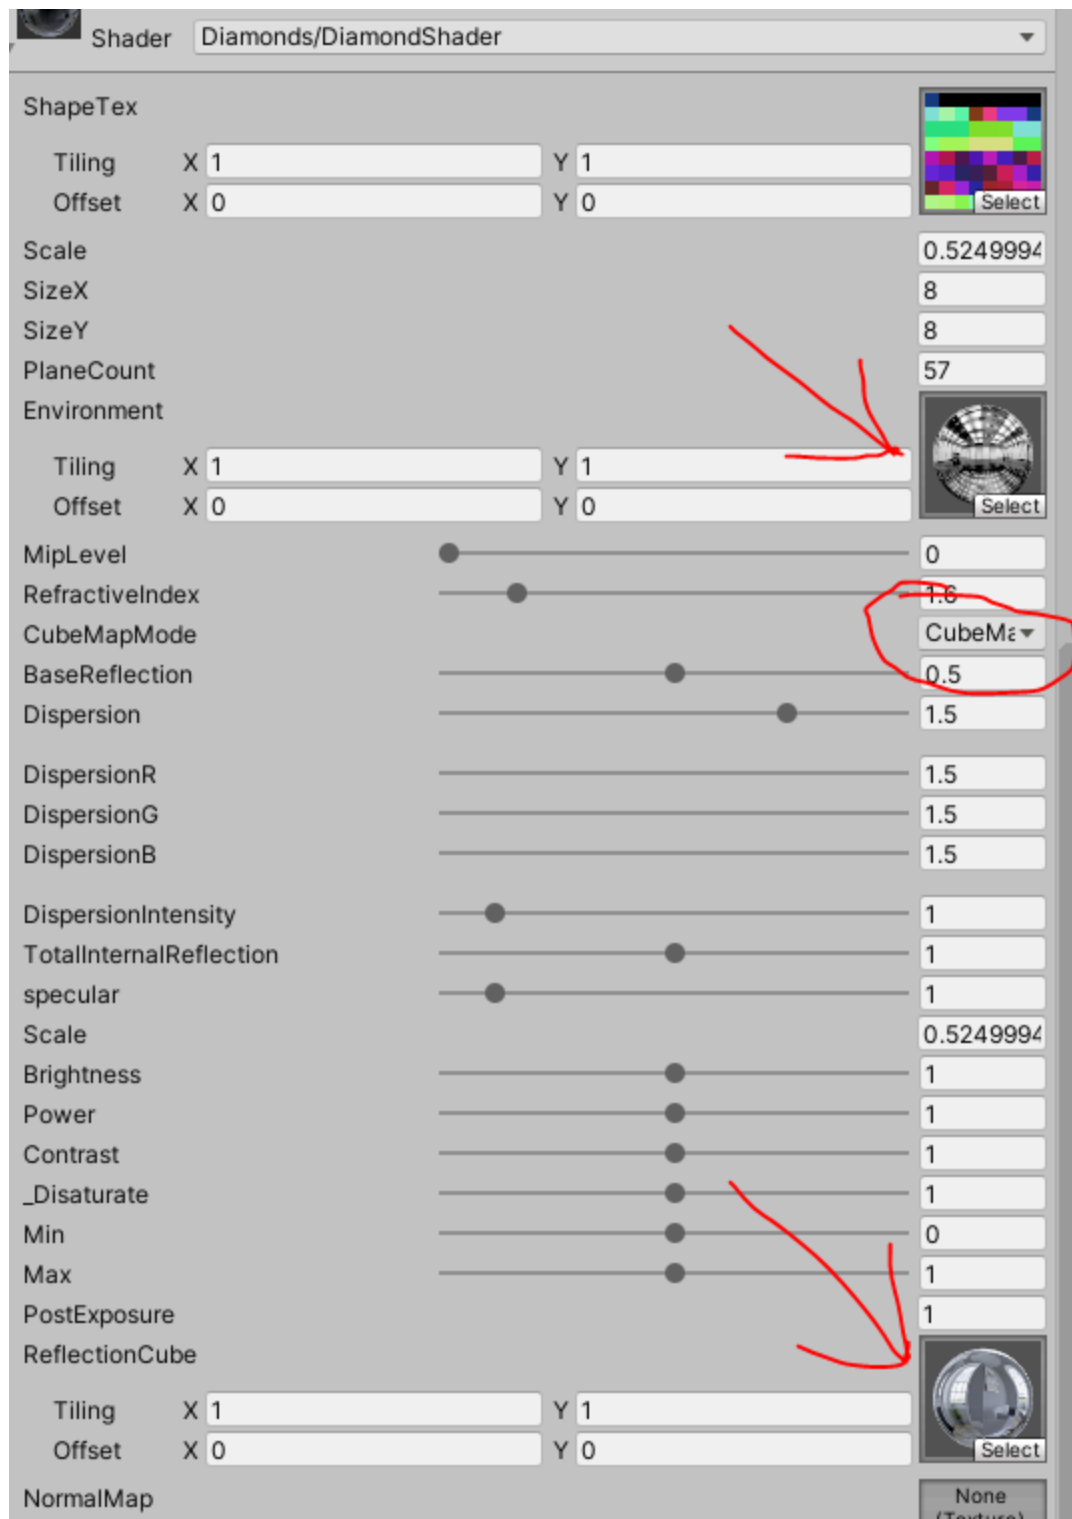 Shader Diamonds/DiamondShader
ShapeTex
Tiling X 1 Y 1
Offset X 0 Y 0 Select
Scale 0.5249994
SizeX 8
SizeY 8
PlaneCount 57
Environment
Tiling X 1 Y 1
Offset X 0 Y 0 Select
MipLevel 0
RefractiveIndex 1.6
CubeMapMode CubeMa
BaseReflection 0.5
Dispersion 1.5
DispersionR 1.5
DispersionG 1.5
DispersionB 1.5
DispersionIntensity 1
TotalInternalReflection 1
specular 1
Scale 0.5249994
Brightness 1
Power 1
Contrast 1
_Disaturate 1
Min 0
Max 1
PostExposure 1
ReflectionCube
Tiling X 1 Y 1
Offset X 0 Y 0 Select
NormalMap None
(Texture)